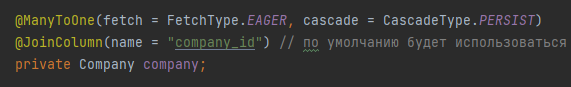 @ManyToOne(fetch = FetchType.EAGER, cascade = CascadeType.PERSIST)
@JoinColumn(name = "company_id") // по умолчанию будет использоваться
private Company company;